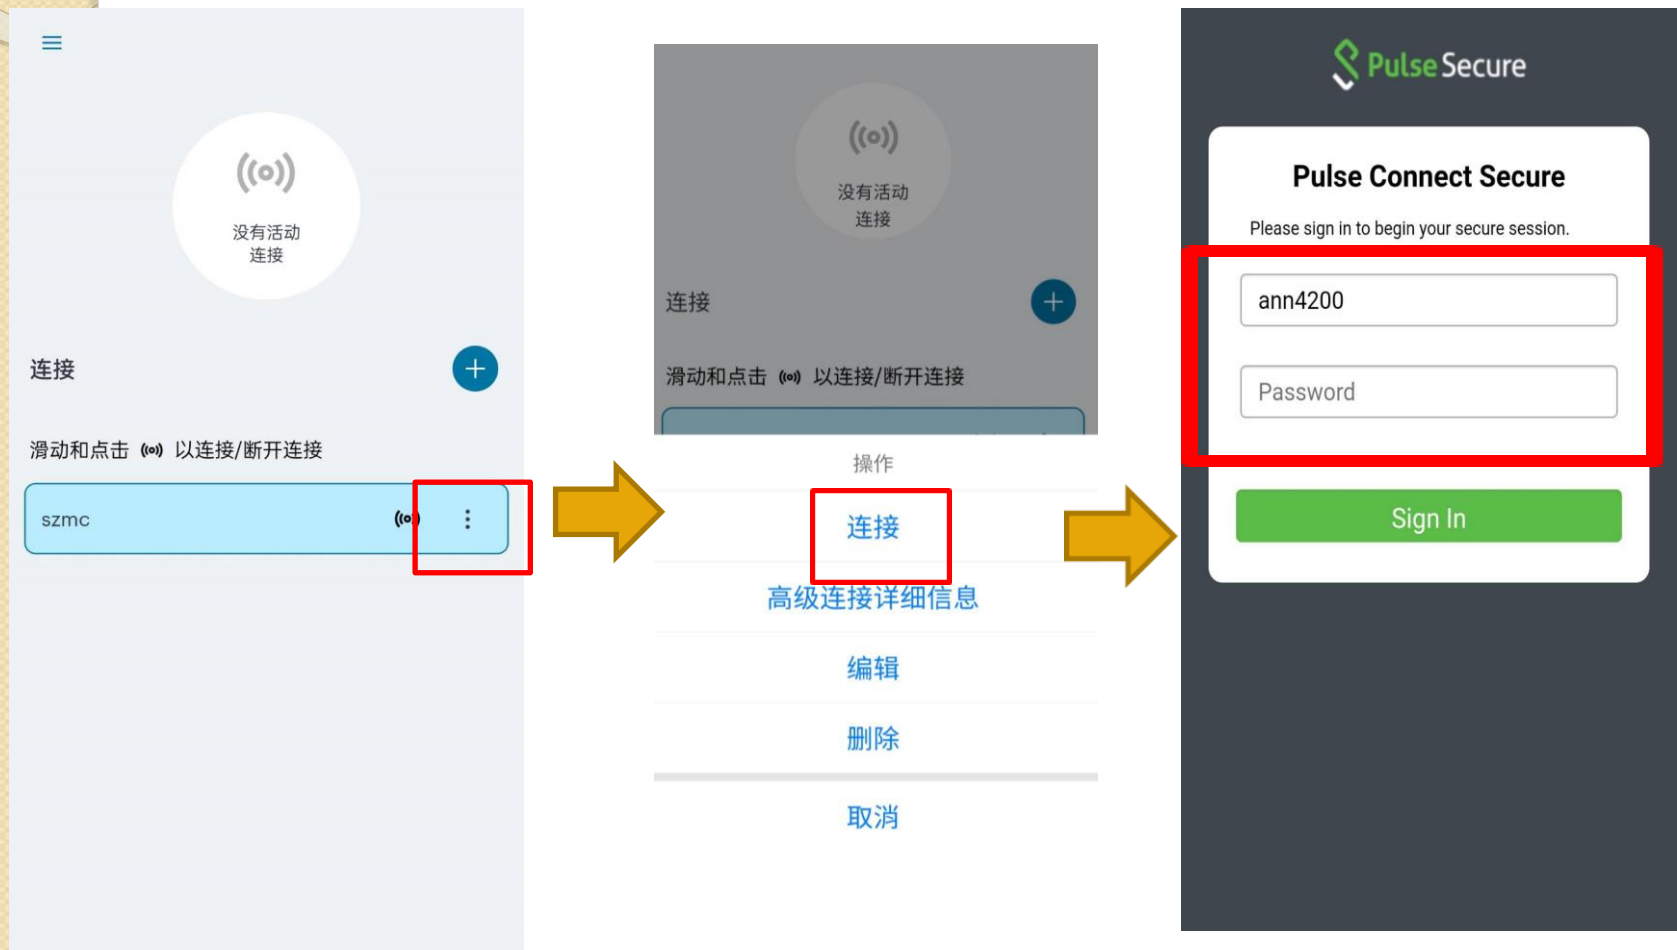 没有活动
连接
连接
滑动和点击 以连接/断开连接
szmc
没有活动
连接
连接
滑动和点击 以连接/断开连接
操作
连接
高级连接详细信息
编辑
删除
取消
Pulse Secure
Pulse Connect Secure
Please sign in to begin your secure session.
ann4200
Password
Sign In